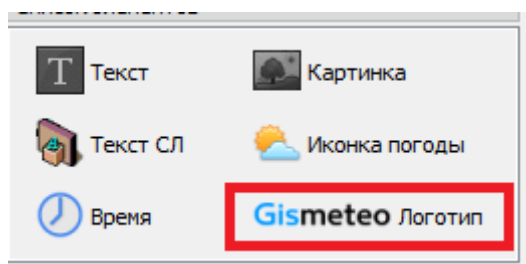 T Текст
Картинка
Текст СЛ
Иконка погоды
Время
Gismeteo Логотип